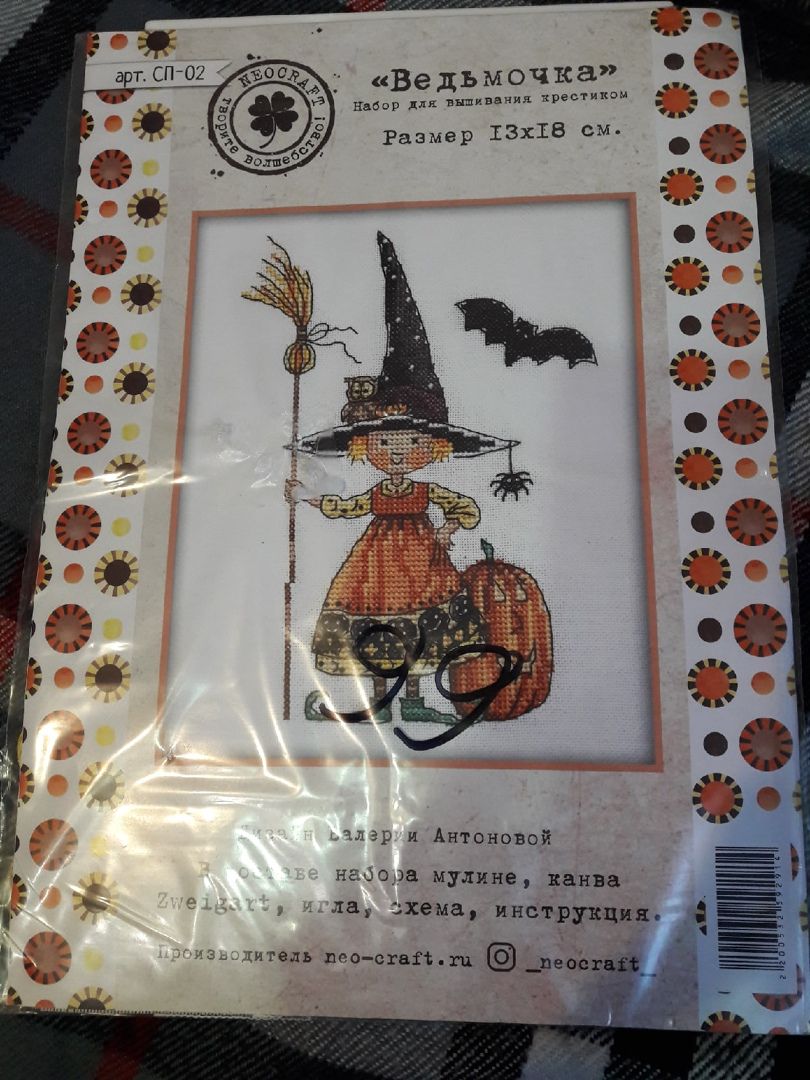 арт. СП-02
NEOCRAFT
творите волшебство!
«Ведьмочка»
Набор для вышивания крестиком
Размер 13х18 см.
99
Дизайн Валерии Антоновой
В составе набора мулине, канва
Zweigart, игла, схема, инструкция.
Производитель neo-craft.ru _neocraft_